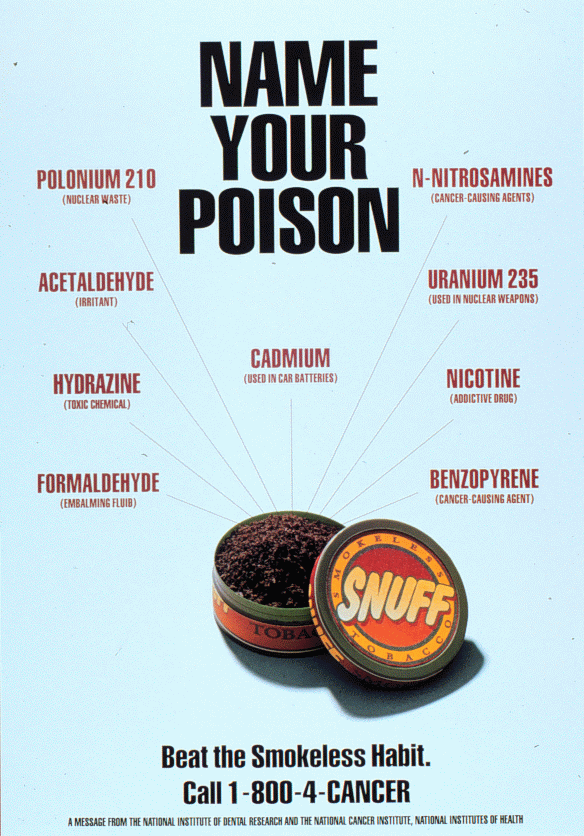 NAME
YOUR
POISON
POLONIUM 210
(NUCLEAR WASTE)
N-NITROSAMINES
(CANCER-CAUSING AGENTS)
ACETALDEHYDE
(IRRITANT)
URANIUM 235
(USED IN NUCLEAR WEAPONS)
CADMIUM
(USED IN CAR BATTERIES)
HYDRAZINE
(TOXIC CHEMICAL)
NICOTINE
(ADDICTIVE DRUG)
FORMALDEHYDE
(EMBALMING FLUID)
BENZOPYRENE
(CANCER-CAUSING AGENT)
SMOKELESS
SNUFF
TOBACCO
TOBAC
Beat the Smokeless Habit.
Call 1-800-4-CANCER
A MESSAGE FROM THE NATIONAL INSTITUTE OF DENTAL RESEARCH AND THE NATIONAL CANCER INSTITUTE, NATIONAL INSTITUTES OF HEALTH